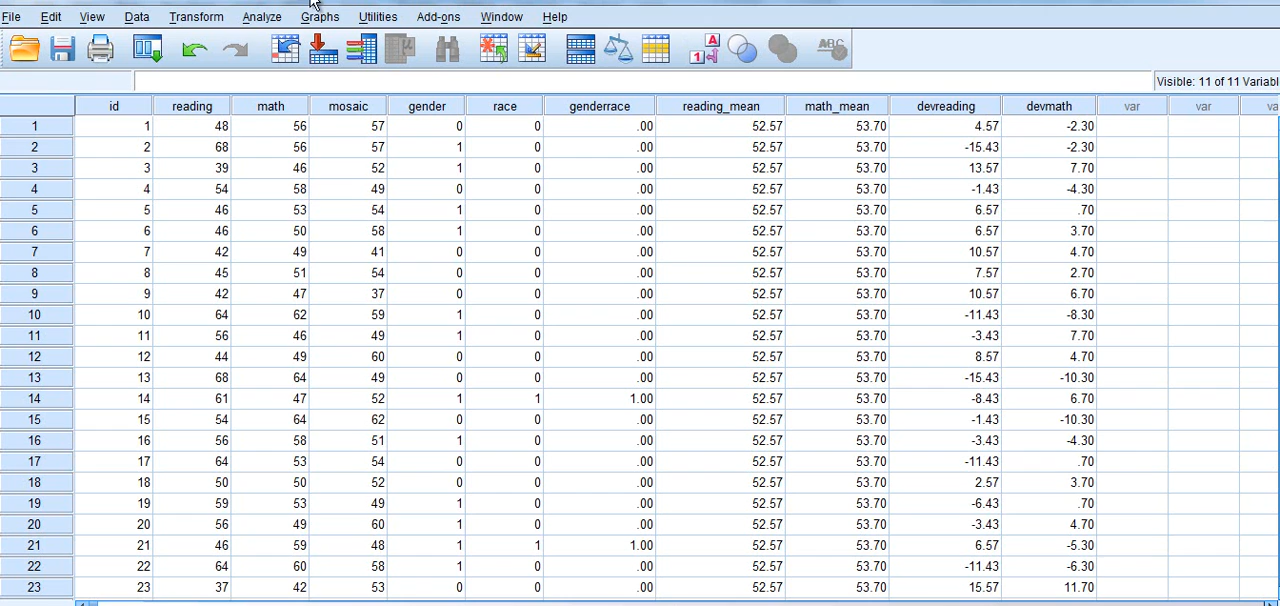 File Edit View Data Transform Analyze Graphs Utilities Add-ons Window Help
A
1
ABC
Visible: 11 of 11 Variabl
id reading math mosaic gender race genderrace reading_mean math_mean devreading devmath var var va
1 1 48 56 57 0 0 .00 52.57 53.70 4.57 -2.30
2 2 68 56 57 1 0 .00 52.57 53.70 -15.43 -2.30
3 3 39 46 52 1 0 .00 52.57 53.70 13.57 7.70
4 4 54 58 49 0 0 .00 52.57 53.70 -1.43 -4.30
5 5 46 53 54 1 0 .00 52.57 53.70 6.57 .70
6 6 46 50 58 1 0 .00 52.57 53.70 6.57 3.70
7 7 42 49 41 0 0 .00 52.57 53.70 10.57 4.70
8 8 45 51 54 0 0 .00 52.57 53.70 7.57 2.70
9 9 42 47 37 0 0 .00 52.57 53.70 10.57 6.70
10 10 64 62 59 1 0 .00 52.57 53.70 -11.43 -8.30
11 11 56 46 49 1 0 .00 52.57 53.70 -3.43 7.70
12 12 44 49 60 0 0 .00 52.57 53.70 8.57 4.70
13 13 68 64 49 0 0 .00 52.57 53.70 -15.43 -10.30
14 14 61 47 52 1 1 1.00 52.57 53.70 -8.43 6.70
15 15 54 64 62 0 0 .00 52.57 53.70 -1.43 -10.30
16 16 56 58 51 1 0 .00 52.57 53.70 -3.43 -4.30
17 17 64 53 54 0 0 .00 52.57 53.70 -11.43 .70
18 18 50 50 52 0 0 .00 52.57 53.70 2.57 3.70
19 19 59 53 49 1 0 .00 52.57 53.70 -6.43 .70
20 20 56 49 60 1 0 .00 52.57 53.70 -3.43 4.70
21 21 46 59 48 1 1 1.00 52.57 53.70 6.57 -5.30
22 22 64 60 58 1 0 .00 52.57 53.70 -11.43 -6.30
23 23 37 42 53 0 0 .00 52.57 53.70 15.57 11.70